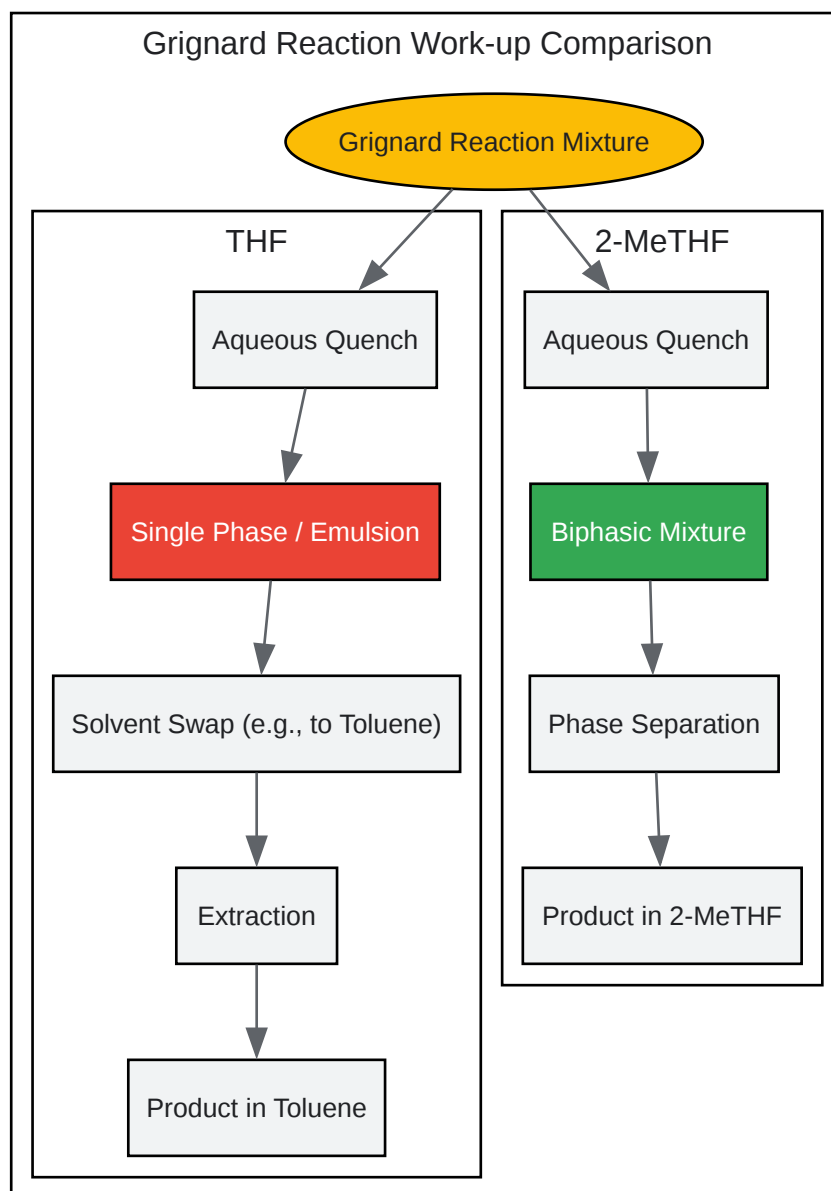 Grignard Reaction Work-up Comparison
Grignard Reaction Mixture
THF
Aqueous Quench
Single Phase / Emulsion
Solvent Swap (e.g., to Toluene)
Extraction
Product in Toluene
2-MeTHF
Aqueous Quench
Biphasic Mixture
Phase Separation
Product in 2-MeTHF